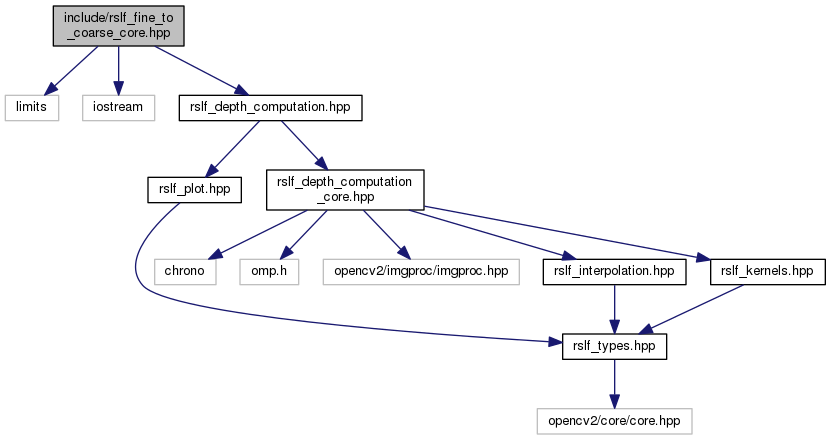 include/rslf_fine_to
_coarse_core.hpp
limits
iostream
rslf_depth_computation.hpp
rslf_plot.hpp
rslf_depth_computation
_core.hpp
chrono
omp.h
opencv2/imgproc/imgproc.hpp
rslf_interpolation.hpp
rslf_kernels.hpp
rslf_types.hpp
opencv2/core/core.hpp